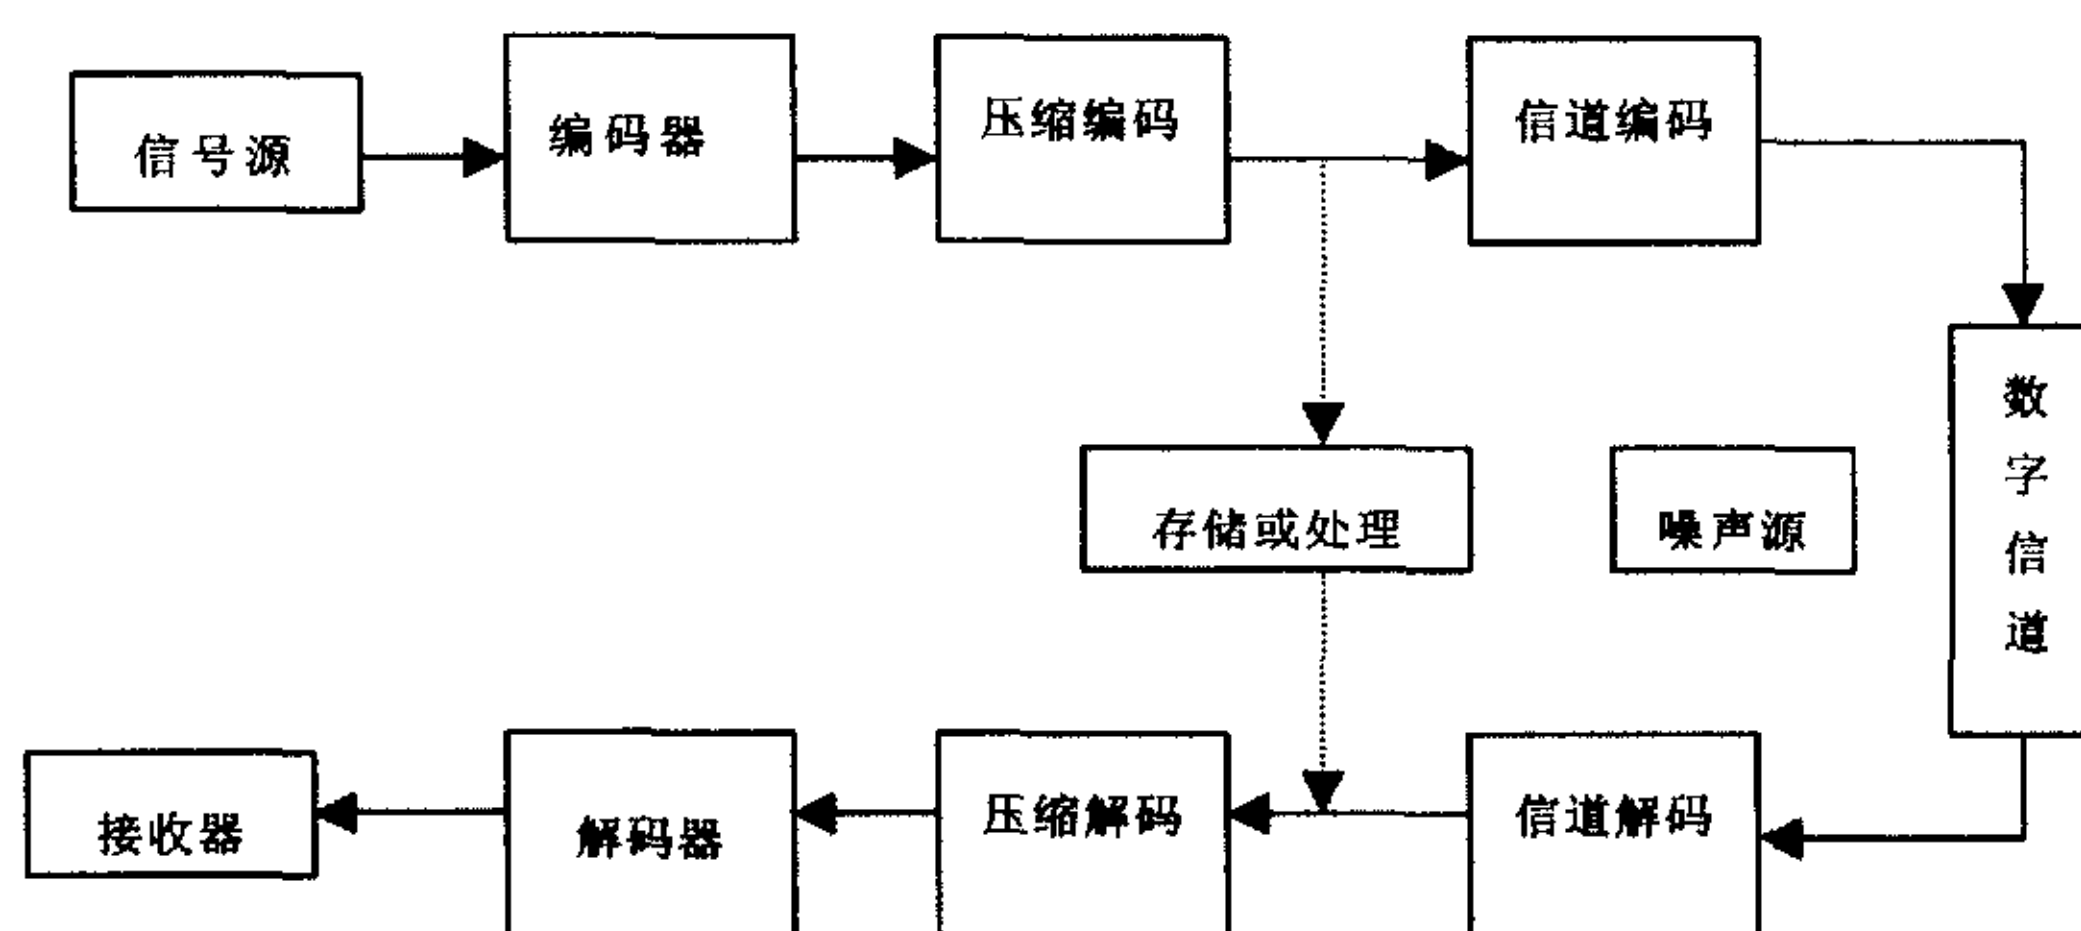 信号源
编码器
压缩编码
信道编码
数
字
信
道
存储或处理
噪声源
接收器
解码器
压缩解码
信道解码